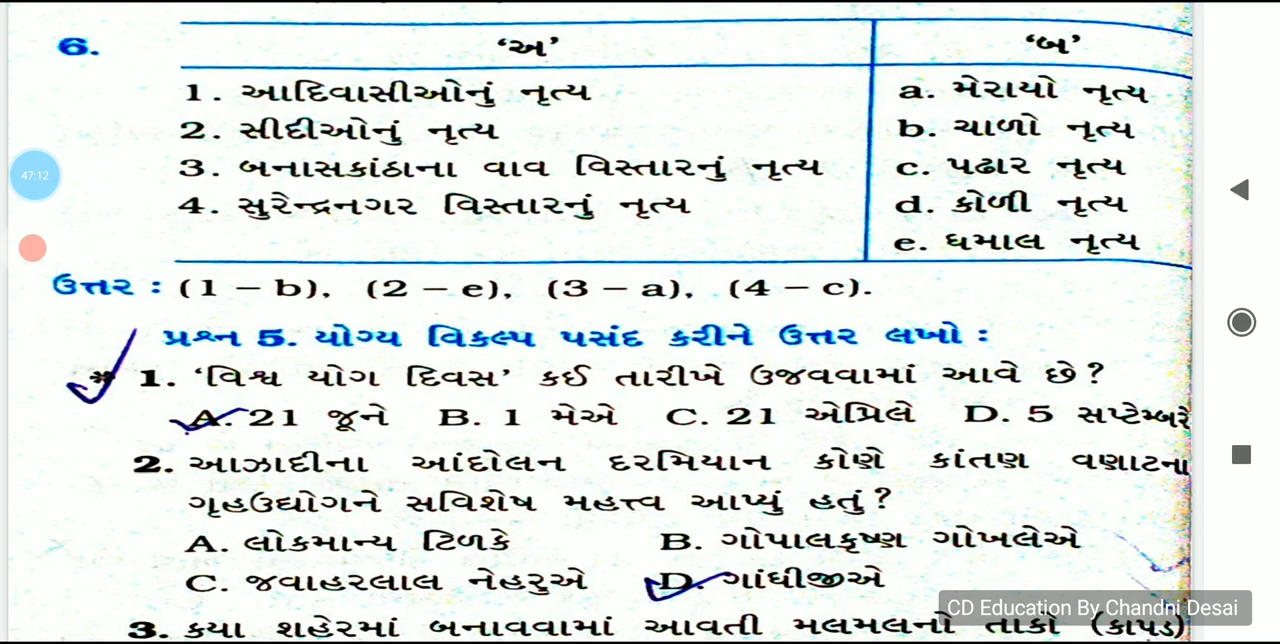 6. 'અ' 'બ'
1. આદિવાસીઓનું નૃત્ય a. મેરાયો નૃત્ય
2. સીદીઓનું નૃત્ય b. ચાળો નૃત્ય
3. બનાસકાંઠાના વાવ વિસ્તારનું નૃત્ય c. પઢાર નૃત્ય
4. સુરેન્દ્રનગર વિસ્તારનું નૃત્ય d. કોળી નૃત્ય
e. ધમાલ નૃત્ય
ઉત્તર : (1 – b), (2 – e), (3 – a), (4 – c).
પ્રશ્ન 5. યોગ્ય વિકલ્પ પસંદ કરીને ઉત્તર લખો :
* 1. 'વિશ્વ યોગ દિવસ' કઈ તારીખે ઉજવવામાં આવે છે?
A. 21 જૂને B. 1 મેએ C. 21 એપ્રિલે D. 5 સપ્ટેમ્બરે
2. આઝાદીના આંદોલન દરમિયાન કોણે કાંતણ વણાટના
ગૃહઉદ્યોગને સવિશેષ મહત્ત્વ આપ્યું હતું?
A. લોકમાન્ય ટિળકે B. ગોપાલકૃષ્ણ ગોખલેએ
C. જવાહરલાલ નેહરુએ D. ગાંધીજીએ
3. કયા શહેરમાં બનાવવામાં આવતી મલમલનો તાકો (કાપડ)
47:12
CD Education By Chandni Desai